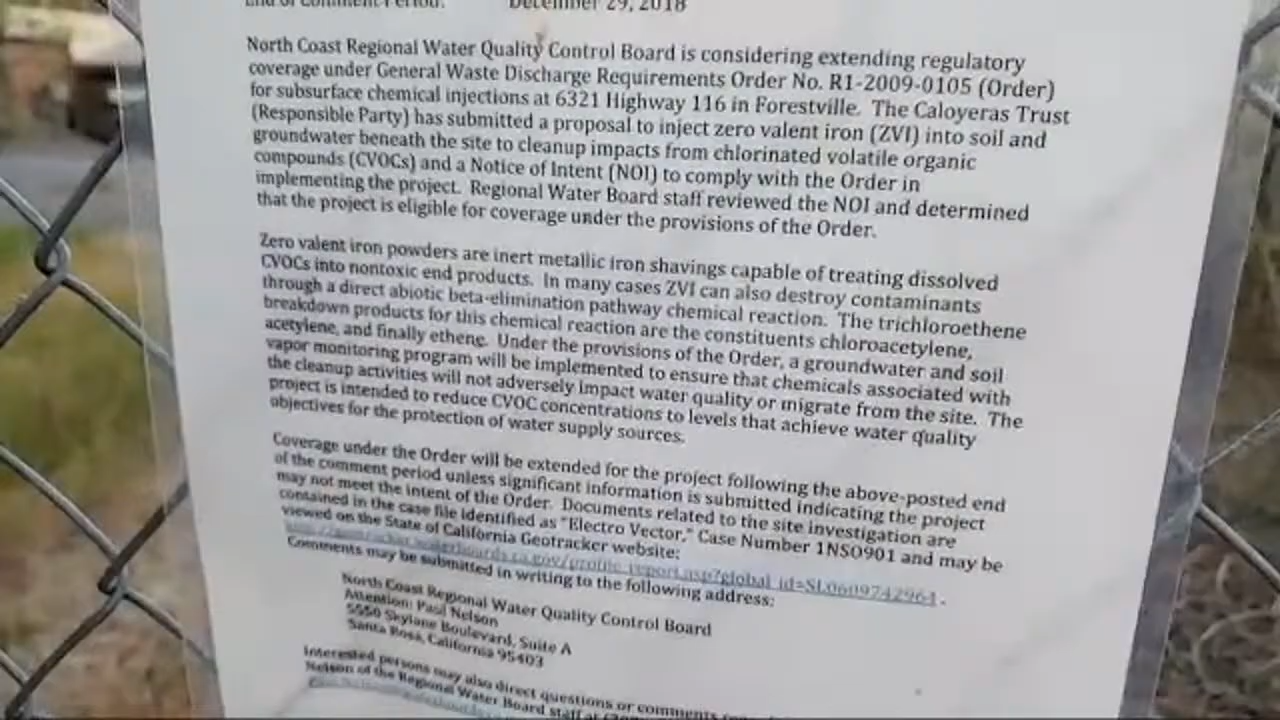 End of Comment Period: December 29, 2018
North Coast Regional Water Quality Control Board is considering extending regulatory
coverage under General Waste Discharge Requirements Order No. R1-2009-0105 (Order)
for subsurface chemical injections at 6321 Highway 116 in Forestville. The Caloyeras Trust
(Responsible Party) has submitted a proposal to inject zero valent iron (ZVI) into soil and
groundwater beneath the site to cleanup impacts from chlorinated volatile organic
compounds (CVOCs) and a Notice of Intent (NOI) to comply with the Order in
implementing the project. Regional Water Board staff reviewed the NOI and determined
that the project is eligible for coverage under the provisions of the Order.
Zero valent iron powders are inert metallic iron shavings capable of treating dissolved
CVOCs into nontoxic end products. In many cases ZVI can also destroy contaminants
through a direct abiotic beta-elimination pathway chemical reaction. The trichloroethene
breakdown products for this chemical reaction are the constituents chloroacetylene,
acetylene, and finally ethene. Under the provisions of the Order, a groundwater and soil
vapor monitoring program will be implemented to ensure that chemicals associated with
the cleanup activities will not adversely impact water quality or migrate from the site. The
project is intended to reduce CVOC concentrations to levels that achieve water quality
objectives for the protection of water supply sources.
Coverage under the Order will be extended for the project following the above-posted end
of the comment period unless significant information is submitted indicating the project
may not meet the intent of the Order. Documents related to the site investigation are
contained in the case file identified as "Electro Vector," Case Number 1NSO901 and may be
viewed on the State of California Geotracker website:
waterboards.ca.gov/profile_report.asp?global_id=SL0609742964.
Comments may be submitted in writing to the following address:
North Coast Regional Water Quality Control Board
Attention: Paul Nelson
5550 Skylane Boulevard, Suite A
Santa Rosa, California 95403
Interested persons may also direct questions or comments
Nelson of the Regional Water Board staff at